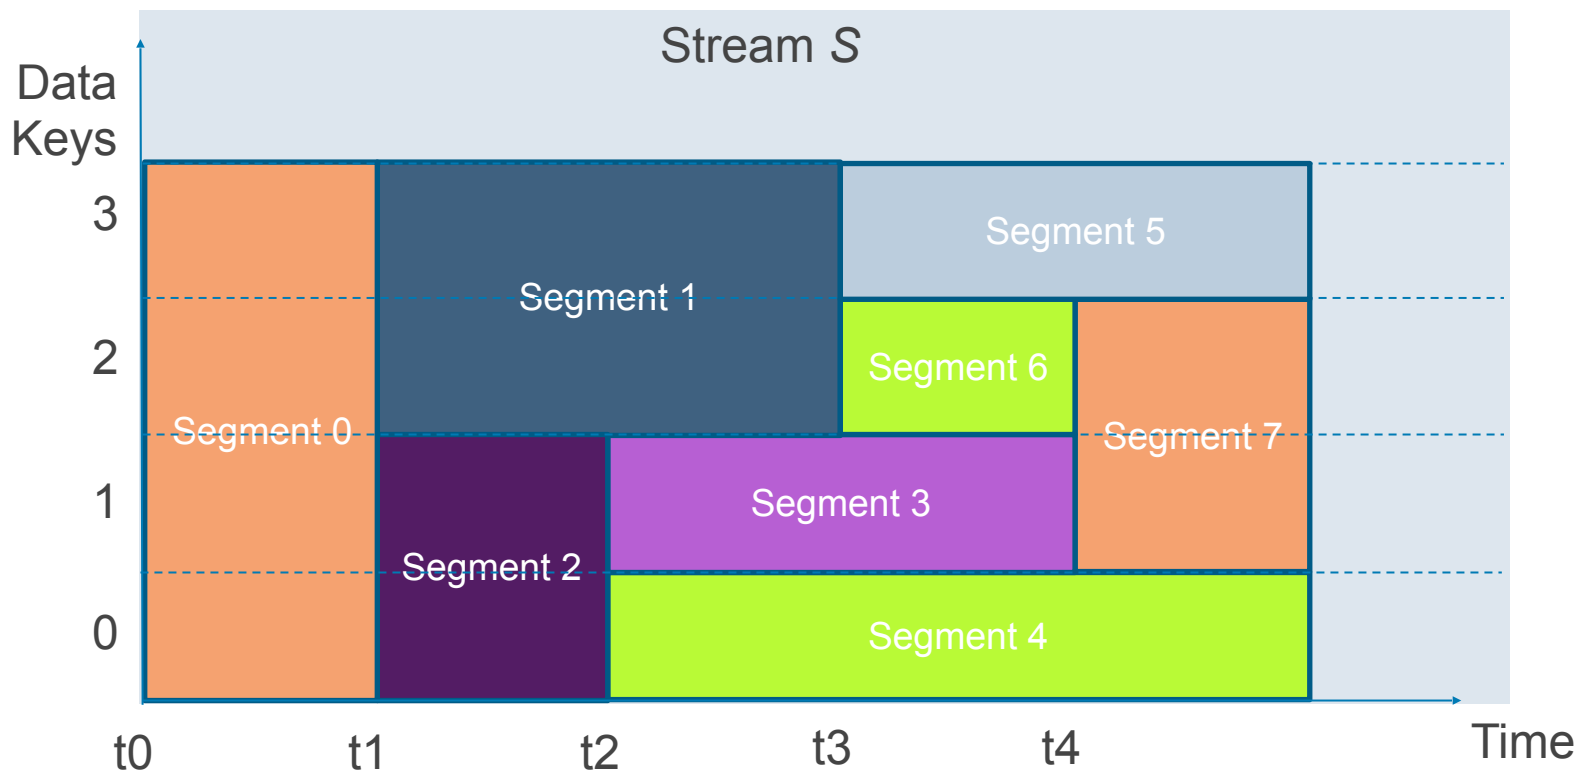 Stream S
Data
Keys
3
2
1
0
Segment 5
Segment 1
Segment 6
Segment 0
Segment 7
Segment 3
Segment 2
Segment 4
t0
t1
t2
t3
t4
Time